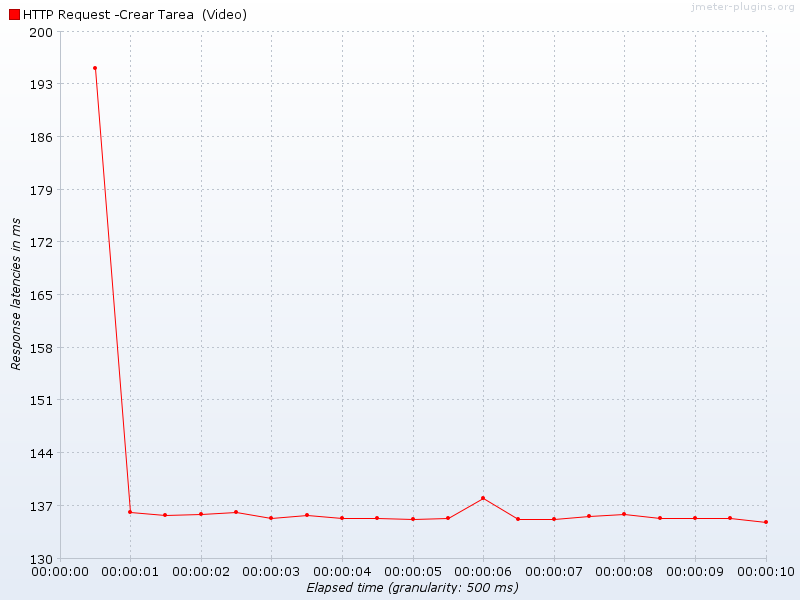 jmeter-plugins.org
HTTP Request -Crear Tarea  (Video)
200
193
186
179
172
165
158
151
144
137
130
Response latencies in ms
00:00:00 00:00:01 00:00:02 00:00:03 00:00:04 00:00:05 00:00:06 00:00:07 00:00:08 00:00:09 00:00:10
Elapsed time (granularity: 500 ms)